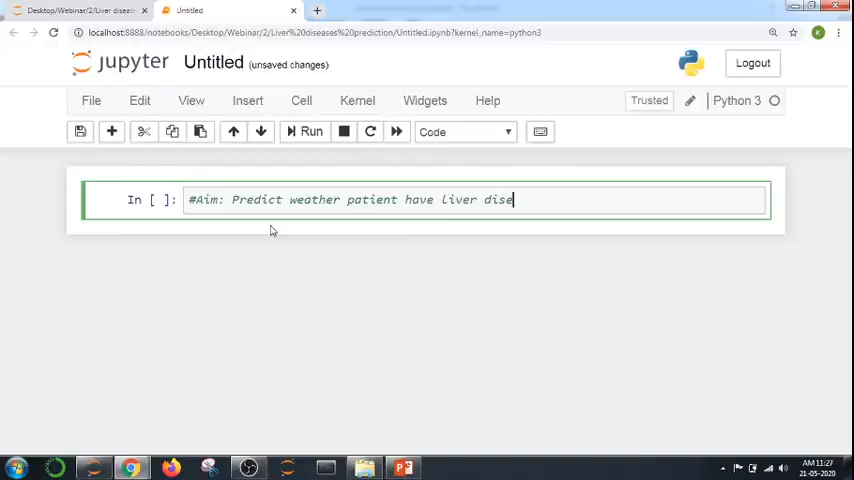 Desktop/Webinar/2/Liver disease
Untitled
localhost:8888/notebooks/Desktop/Webinar/2/Liver%20diseases%20prediction/Untitled.ipynb?kernel_name=python3
K
jupyter Untitled (unsaved changes)
Logout
File Edit View Insert Cell Kernel Widgets Help
Trusted
Python 3
Run
Code
In [ ]: #Aim: Predict weather patient have liver dise
AM 11:27
21-05-2020